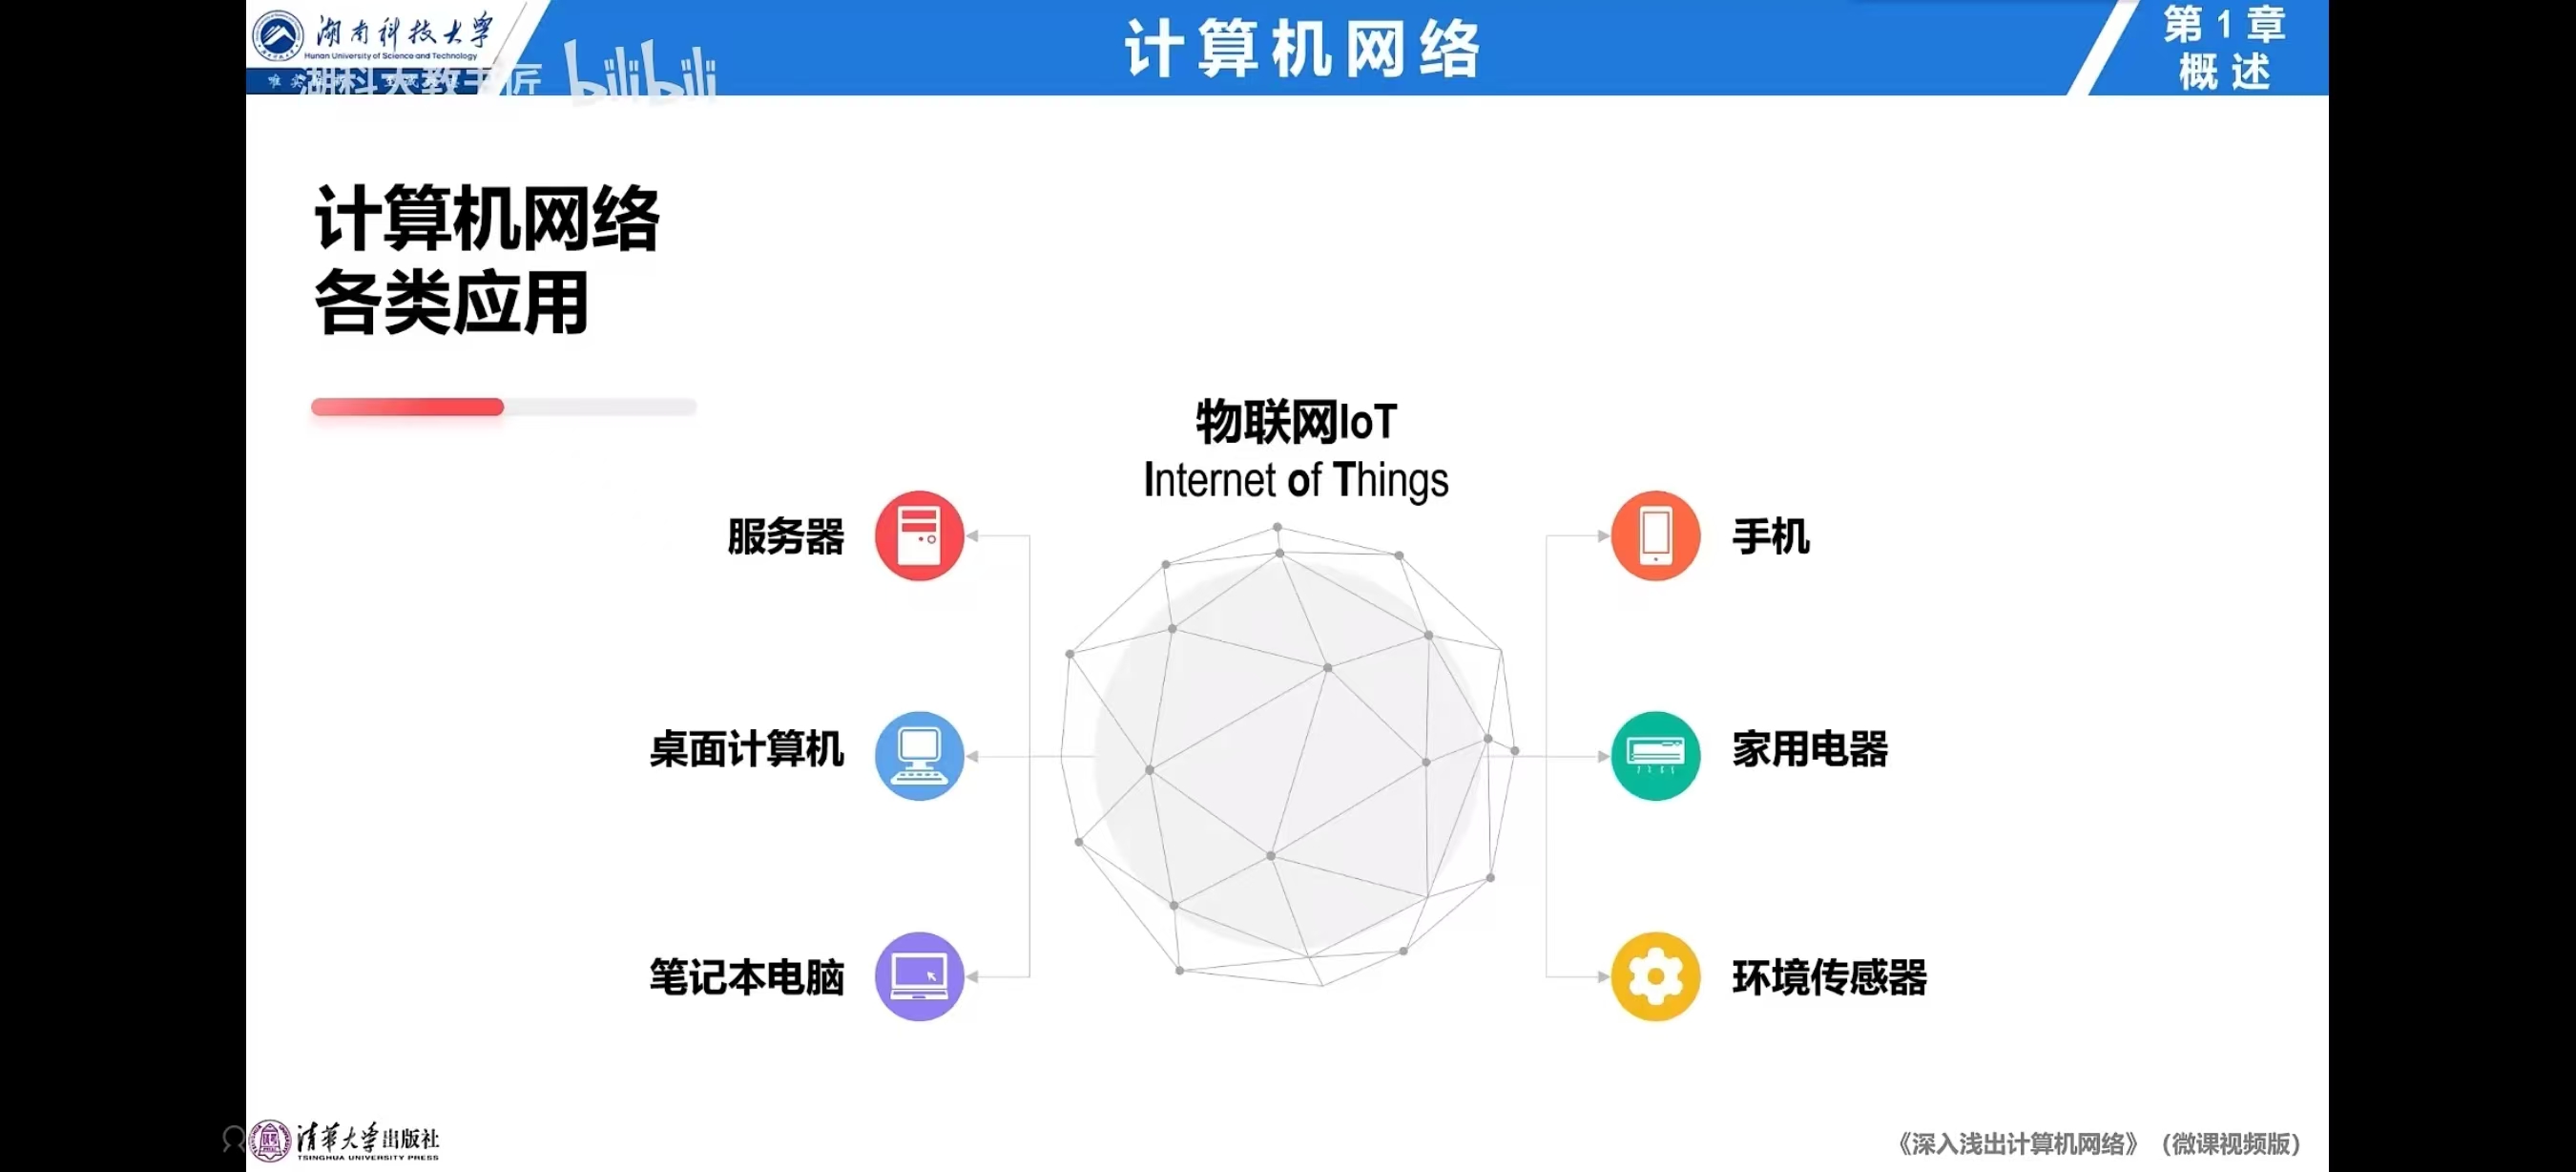 湖南科技大学
Hunan University of Science and Technology
湖科大教书匠 bilibili
计算机网络
第1章
概述
计算机网络
各类应用
物联网IoT
Internet of Things
服务器
手机
桌面计算机
家用电器
笔记本电脑
环境传感器
清华大学出版社
TSINGHUA UNIVERSITY PRESS
《深入浅出计算机网络》(微课视频版)